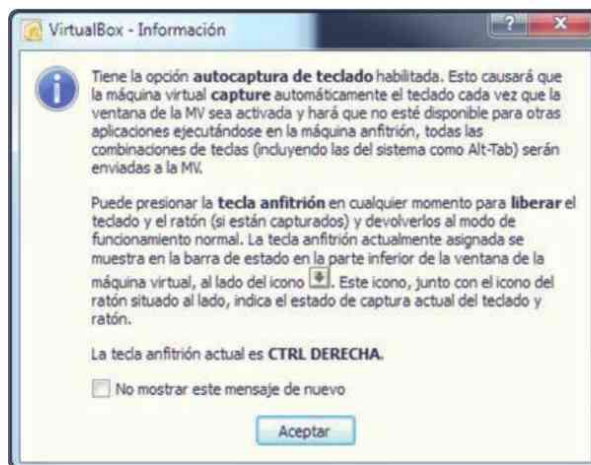 VirtualBox - Información
Tiene la opción autocaptura de teclado habilitada. Esto causará que
la máquina virtual capture automáticamente el teclado cada vez que la
ventana de la MV sea activada y hará que no esté disponible para otras
aplicaciones ejecutándose en la máquina anfitrión, todas las
combinaciones de teclas (incluyendo las del sistema como Alt-Tab) serán
enviadas a la MV.
Puede presionar la tecla anfitrión en cualquier momento para liberar el
teclado y el ratón (si están capturados) y devolverlos al modo de
funcionamiento normal. La tecla anfitrión actualmente asignada se
muestra en la barra de estado en la parte inferior de la ventana de la
máquina virtual, al lado del icono . Este icono, junto con el icono del
ratón situado al lado, indica el estado de captura actual del teclado y
ratón.
La tecla anfitrión actual es CTRL DERECHA.
No mostrar este mensaje de nuevo
Aceptar